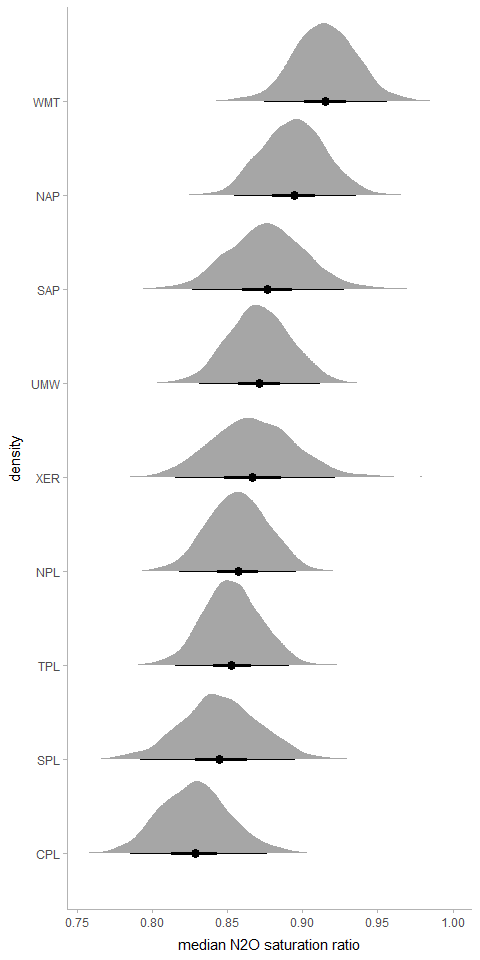 WMT
NAP
SAP
UMW
XER
NPL
TPL
SPL
CPL
density
0.75 0.80 0.85 0.90 0.95 1.00
median N2O saturation ratio